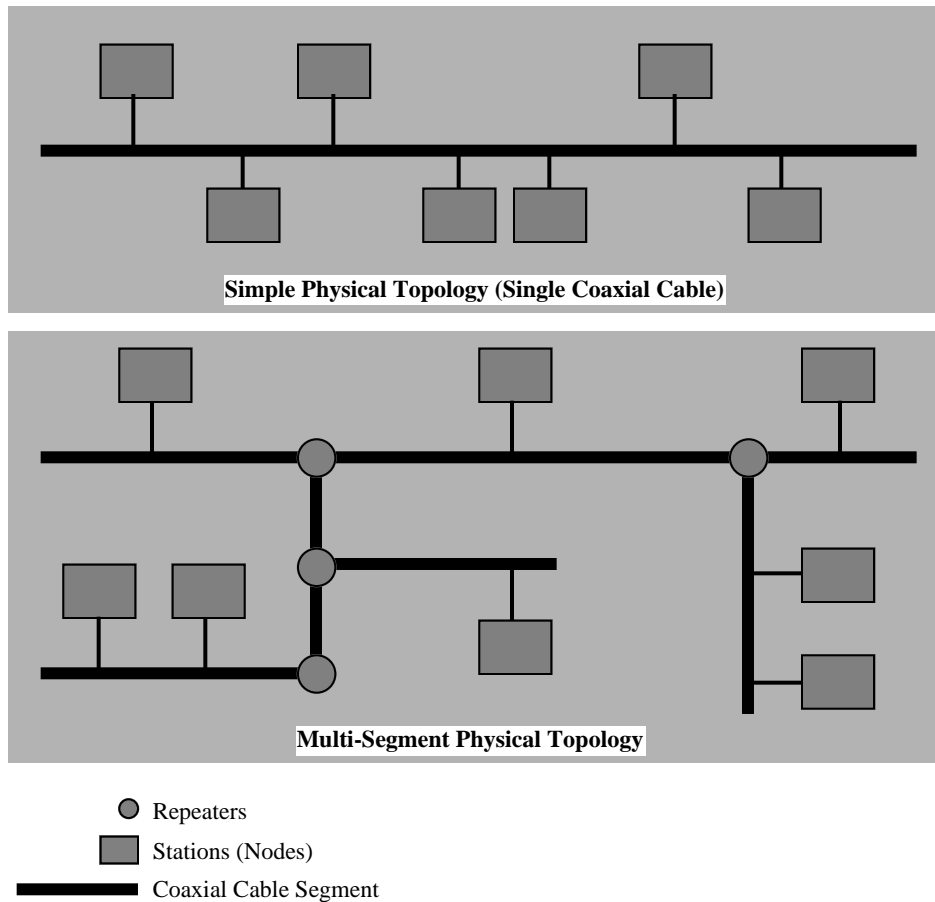 Simple Physical Topology (Single Coaxial Cable)
Multi-Segment Physical Topology
Repeaters
Stations (Nodes)
Coaxial Cable Segment